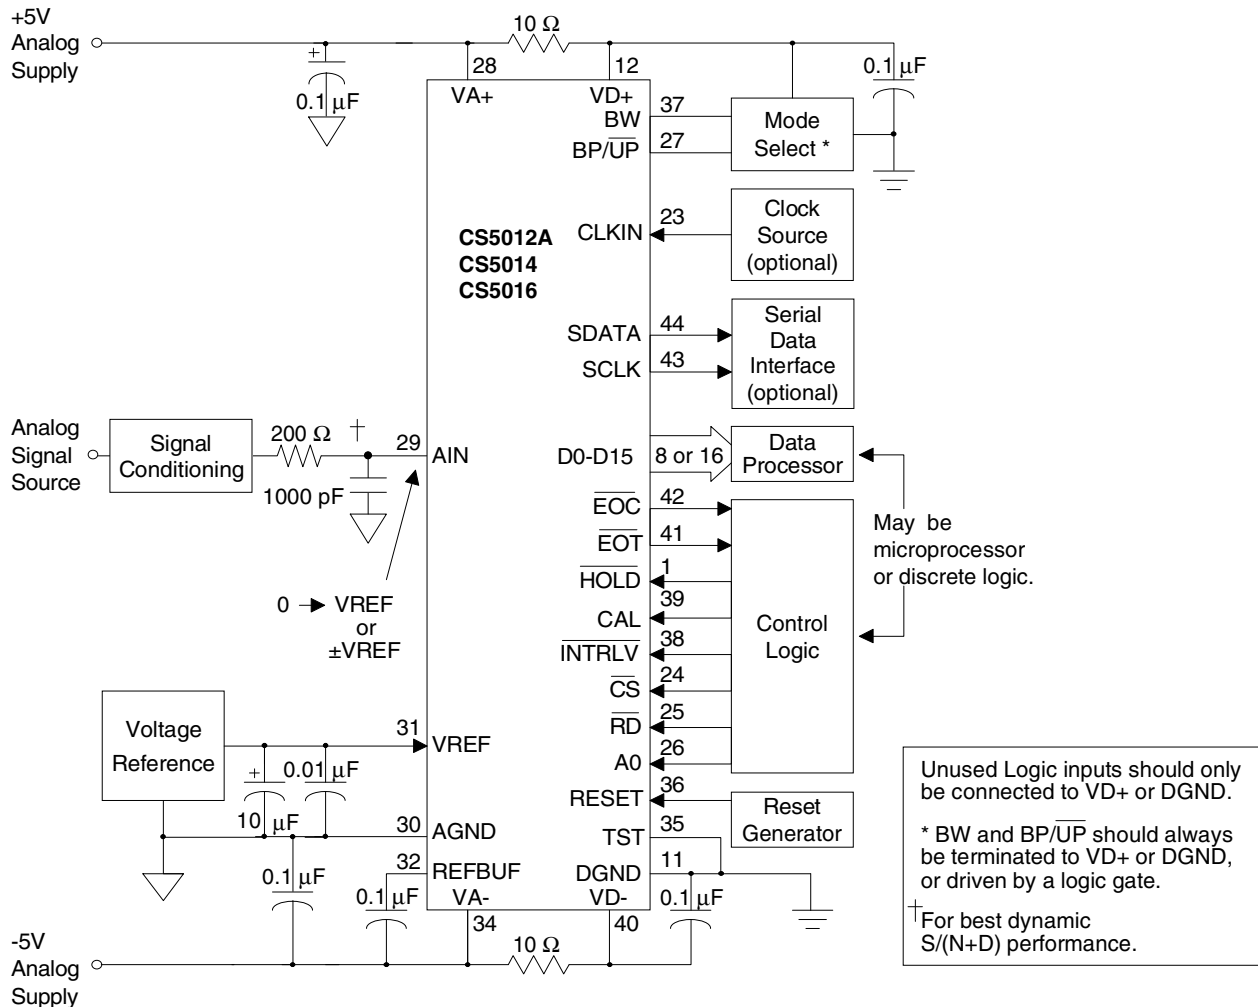 +5V
Analog
Supply
10 Ω
+
0.1 µF
28
VA+
12
VD+
0.1 µF
BW
37
BP/UP
27
Mode
Select *
CS5012A
CS5014
CS5016
CLKIN
23
Clock
Source
(optional)
SDATA
44
SCLK
43
Serial
Data
Interface
(optional)
Analog
Signal
Source
Signal
Conditioning
200 Ω
†
29
AIN
1000 pF
D0-D15
8 or 16
Data
Processor
EOC
42
EOT
41
HOLD
1
CAL
39
INTRLV
38
CS
24
RD
25
A0
26
Control
Logic
May be
microprocessor
or discrete logic.
0
VREF
or
±VREF
Voltage
Reference
31
VREF
+
0.01 µF
10 µF
30
AGND
RESET
36
Reset
Generator
TST
35
32
REFBUF
DGND
11
0.1 µF
0.1 µF
VA-
34
VD-
40
0.1 µF
10 Ω
-5V
Analog
Supply
Unused Logic inputs should only
be connected to VD+ or DGND.
* BW and BP/UP should always
be terminated to VD+ or DGND,
or driven by a logic gate.
†For best dynamic
S/(N+D) performance.